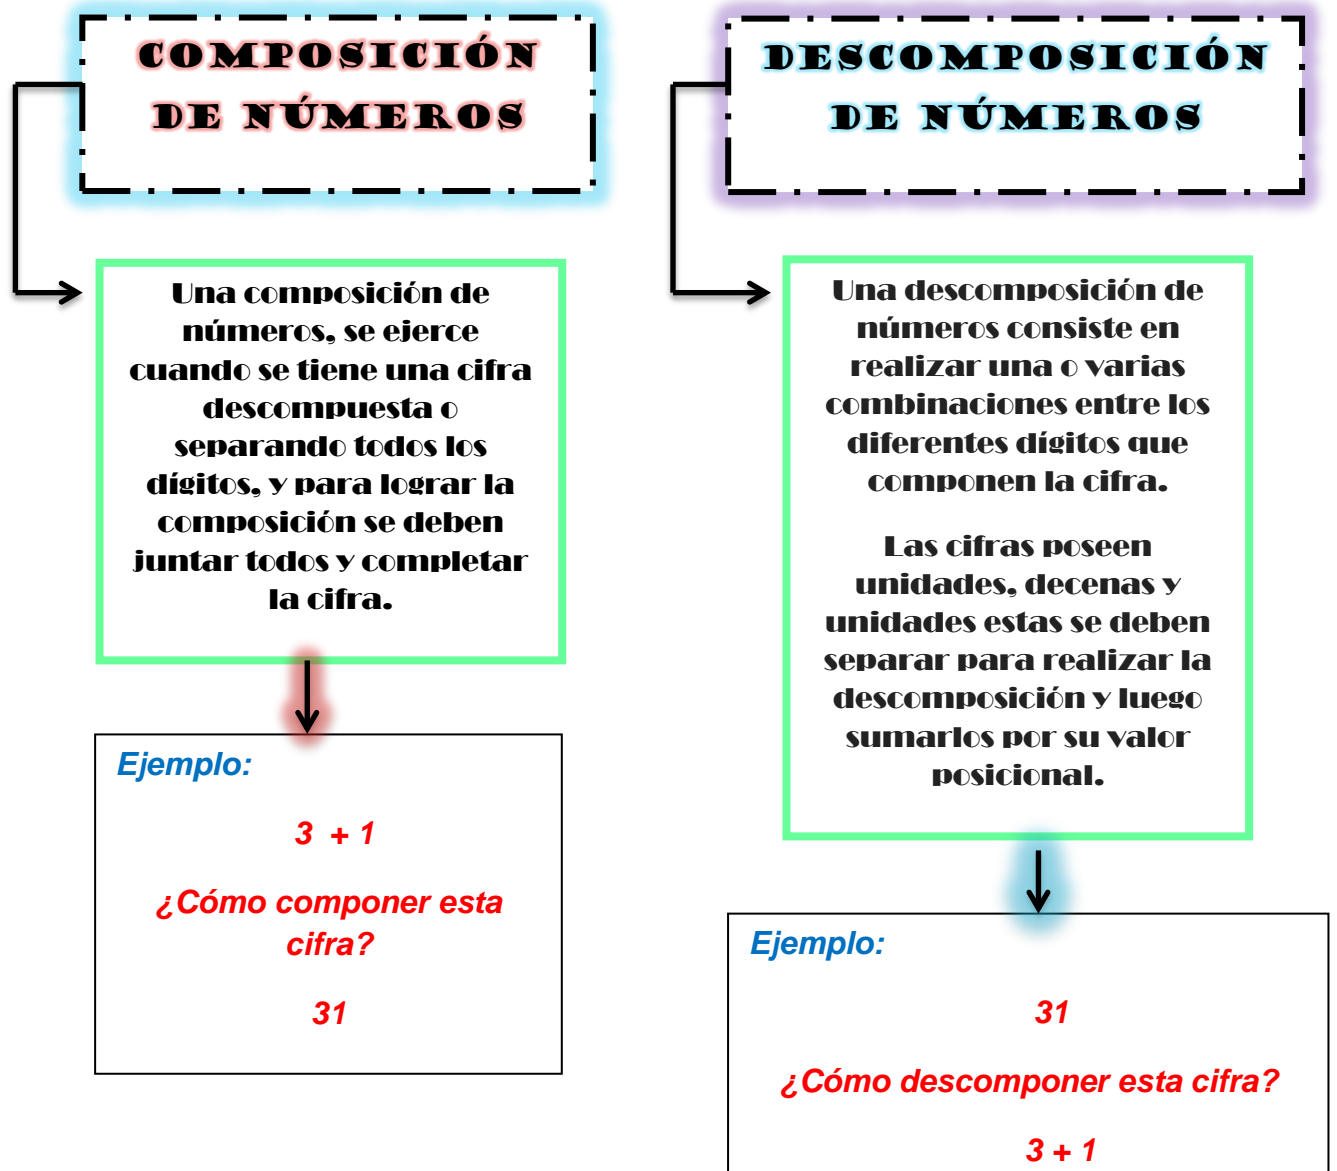 COMPOSICIÓN
DE NÚMEROS
Una composición de
números, se ejerce
cuando se tiene una cifra
descompuesta o
separando todos los
dígitos, y para lograr la
composición se deben
juntar todos y completar
la cifra.
Ejemplo:
3 + 1
¿Cómo componer esta
cifra?
31
DESCOMPOSICIÓN
DE NÚMEROS
Una descomposición de
números consiste en
realizar una o varias
combinaciones entre los
diferentes dígitos que
componen la cifra.
Las cifras poseen
unidades, decenas y
unidades estas se deben
separar para realizar la
descomposición y luego
sumarlos por su valor
posicional.
Ejemplo:
31
¿Cómo descomponer esta cifra?
3 + 1